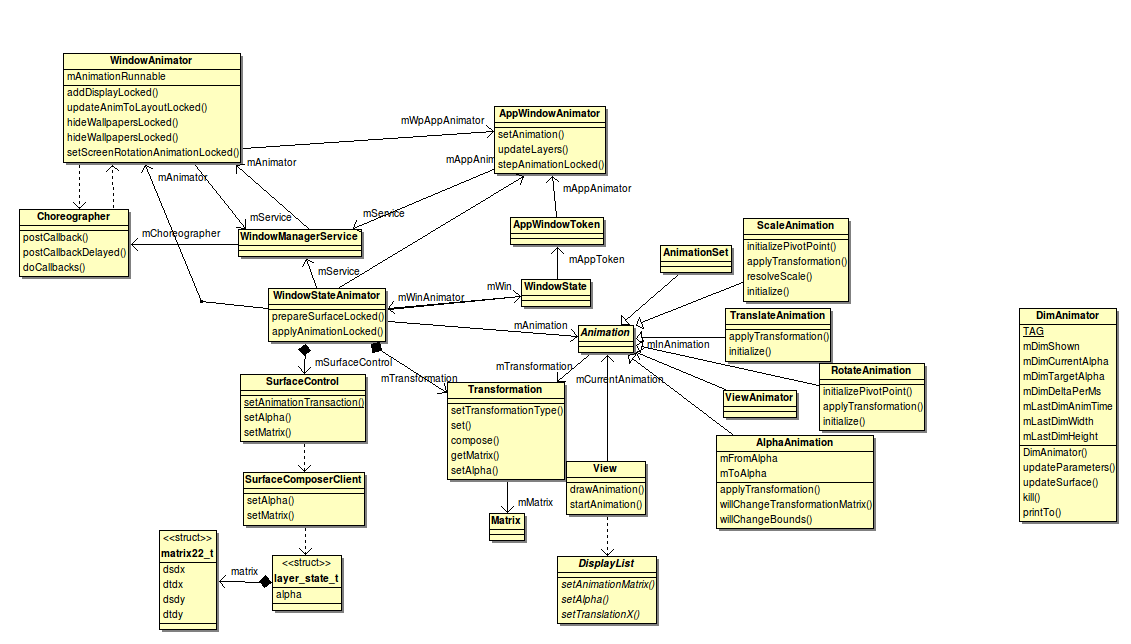 WindowAnimator
mAnimationRunnable
addDisplayLocked()
updateAnimToLayoutLocked()
hideWallpapersLocked()
hideWallpapersLocked()
setScreenRotationAnimationLocked()
mWpAppAnimator
AppWindowAnimator
setAnimation()
updateLayers()
stepAnimationLocked()
mAnimator
mAppAnim
mAnimator
mAppAnimator
Choreographer
postCallback()
postCallbackDelayed()
doCallbacks()
mService
mService
mChoreographer
WindowManagerService
AppWindowToken
ScaleAnimation
initializePivotPoint()
applyTransformation()
resolveScale()
initialize()
AnimationSet
mService
mAppToken
WindowStateAnimator
prepareSurfaceLocked()
applyAnimationLocked()
mWinAnimator
mWin
WindowState
mAnimation
Animation
mInAnimation
TranslateAnimation
applyTransformation()
initialize()
DimAnimator
TAG
mDimShown
mDimCurrentAlpha
mDimTargetAlpha
mDimDeltaPerMs
mLastDimAnimTime
mLastDimWidth
mLastDimHeight
DimAnimator()
updateParameters()
updateSurface()
kill()
printTo()
mSurfaceControl
mTransformation
mTransformation
mCurrentAnimation
RotateAnimation
initializePivotPoint()
applyTransformation()
initialize()
SurfaceControl
setAnimationTransaction()
setAlpha()
setMatrix()
Transformation
setTransformationType()
set()
compose()
getMatrix()
setAlpha()
ViewAnimator
AlphaAnimation
mFromAlpha
mToAlpha
applyTransformation()
willChangeTransformationMatrix()
willChangeBounds()
View
drawAnimation()
startAnimation()
SurfaceComposerClient
setAlpha()
setMatrix()
mMatrix
Matrix
<<struct>>
matrix22_t
dsdx
dtdx
dsdy
dtdy
matrix
<<struct>>
layer_state_t
alpha
DisplayList
setAnimationMatrix()
setAlpha()
setTranslationX()